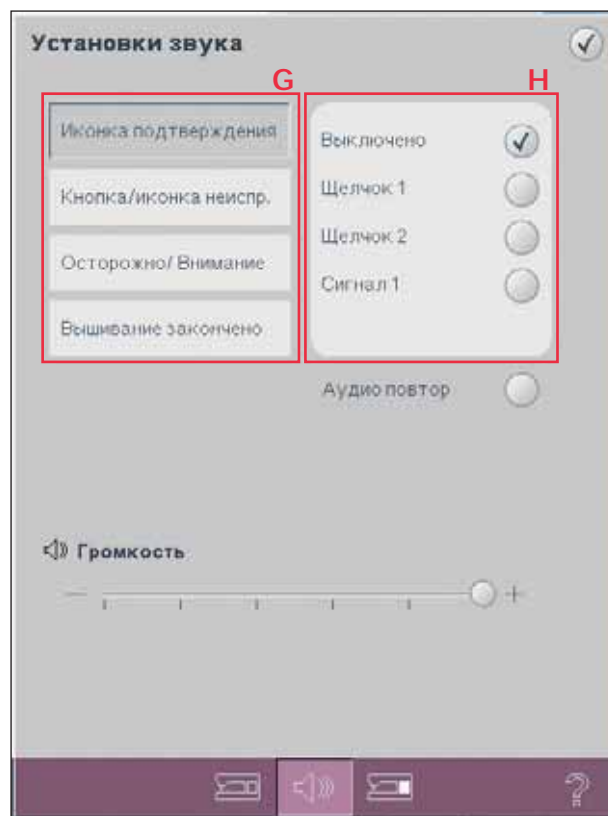 Установки звука
G
H
Иконка подтверждения
Кнопка/иконка неиспр.
Осторожно/ Внимание
Вышивание закончено
Выключено
Щелчок 1
Щелчок 2
Сигнал 1
Аудио повтор
Громкость
− +
?